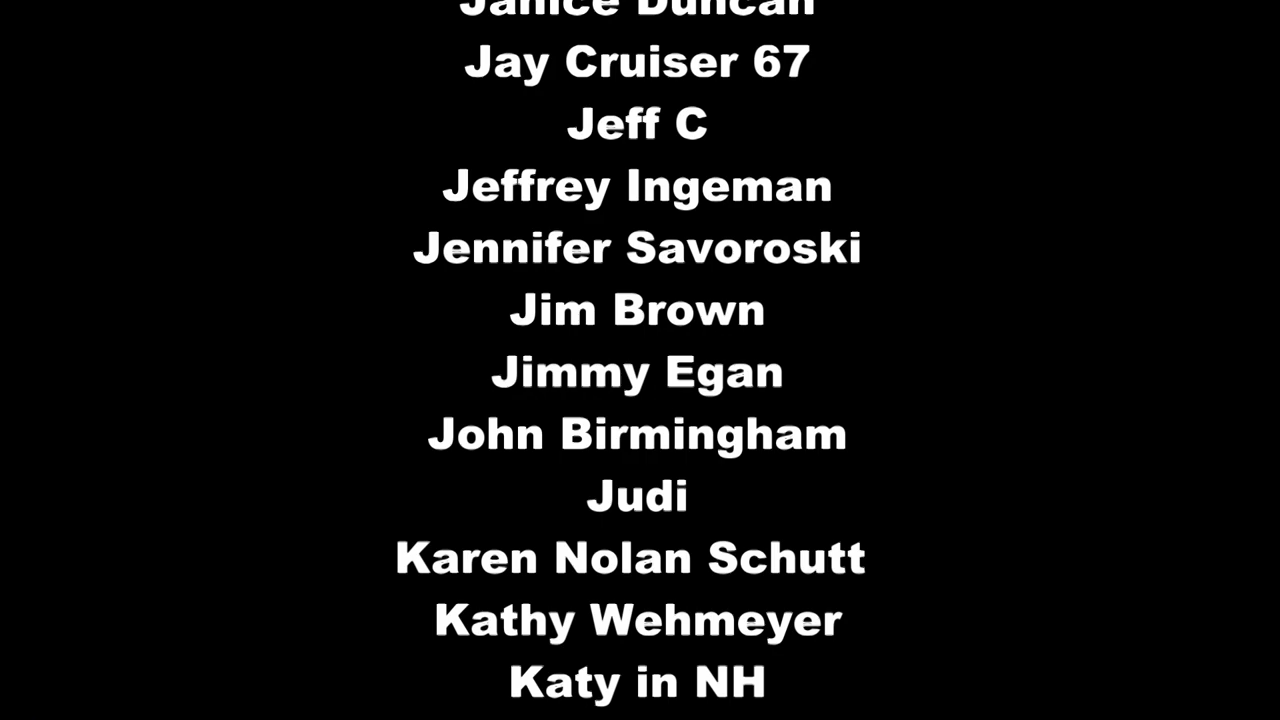 Janice Duncan
Jay Cruiser 67
Jeff C
Jeffrey Ingeman
Jennifer Savoroski
Jim Brown
Jimmy Egan
John Birmingham
Judi
Karen Nolan Schutt
Kathy Wehmeyer
Katy in NH